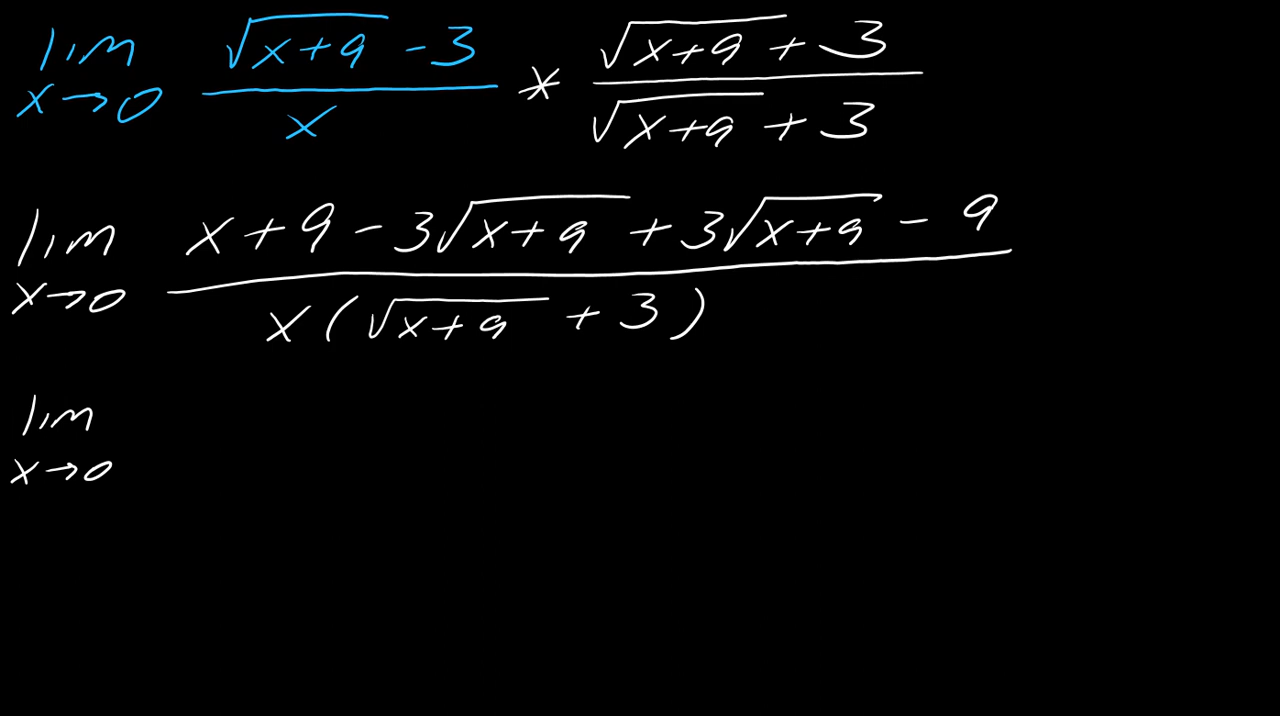 lim x→0 (√(x+9) - 3)/x * (√(x+9) + 3)/(√(x+9) + 3)
lim x→0 (x+9 - 3√(x+9) + 3√(x+9) - 9)/(x(√(x+9) + 3))
lim x→0